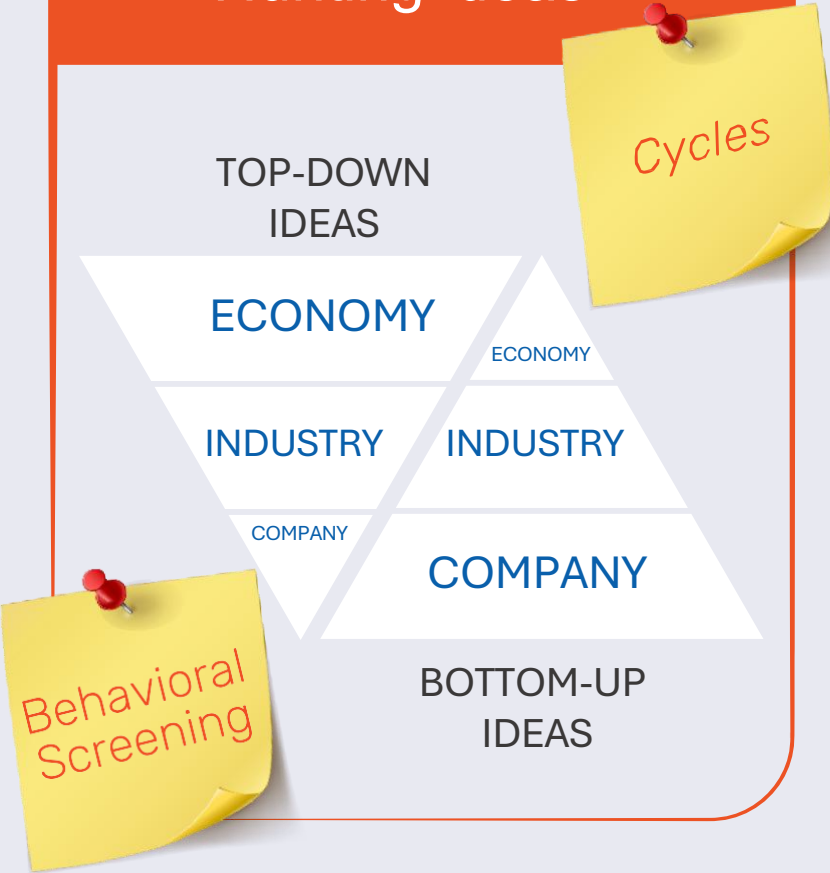 Cycles
TOP-DOWN
IDEAS
ECONOMY
ECONOMY
INDUSTRY
INDUSTRY
COMPANY
COMPANY
BOTTOM-UP
IDEAS
Behavioral
Screening